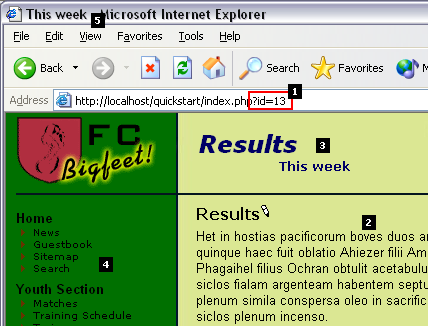 This week - Microsoft Internet Explorer
5
File Edit View Favorites Tools Help
Back Search Favorites
1
Address http://localhost/quickstart/index.php?id=13
FC
Bigfeet!
Results 3
This week
Results
2
Het in hostias pacificorum boves duos
quinque haec fuit oblatio Ahiezer filii Am
Phagaihel filius Ochran obtulit acetabulu
siclos fialam argenteam habentem septu
plenum simila conspersa oleo in sacrific
siclos plenum incenso.
Home
News
Guestbook
Sitemap
Search
4
Youth Section
Matches
Training Schedule